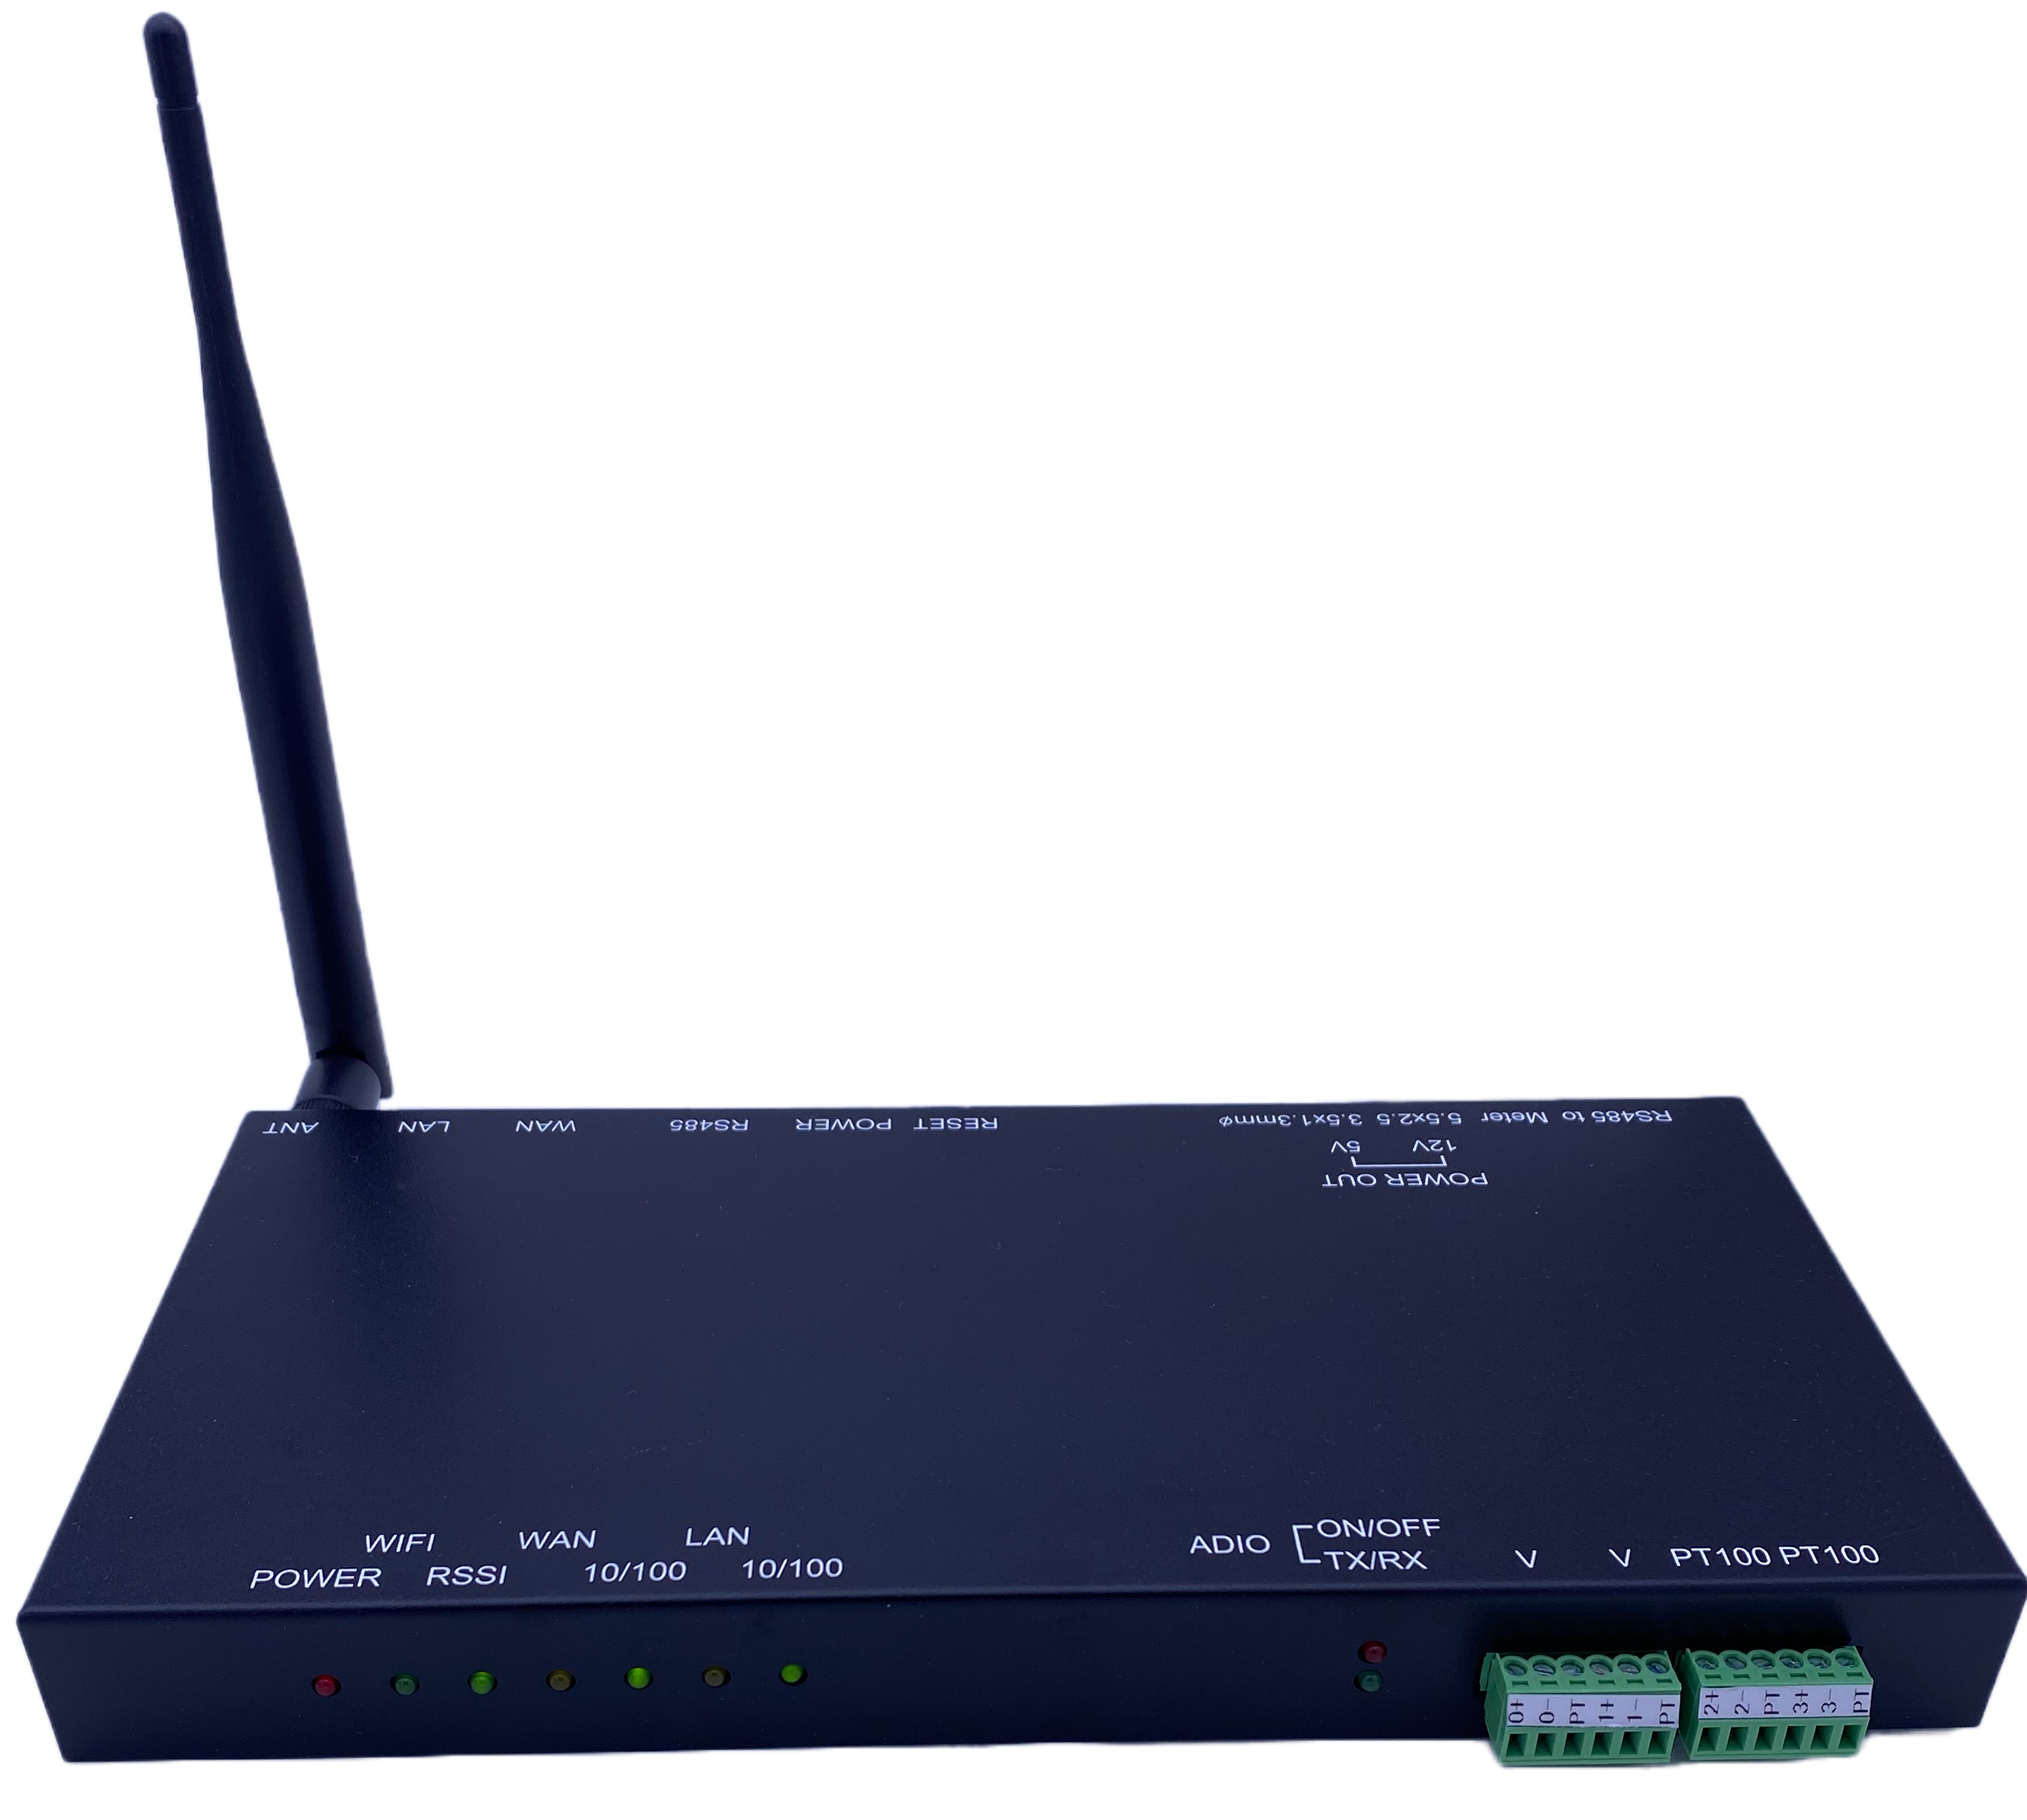 ANT LAN WAN RS485 POWER RESET 3.5x1.3mmø 5.5x2.5 RS485 to Meter
5V 12V
POWER OUT
WIFI WAN LAN
POWER RSSI 10/100 10/100
ADIO ON/OFF
TX/RX
V V PT100 PT100
0+ 0- PT 1+ 1- PT
2+ 2- PT 3+ 3- PT